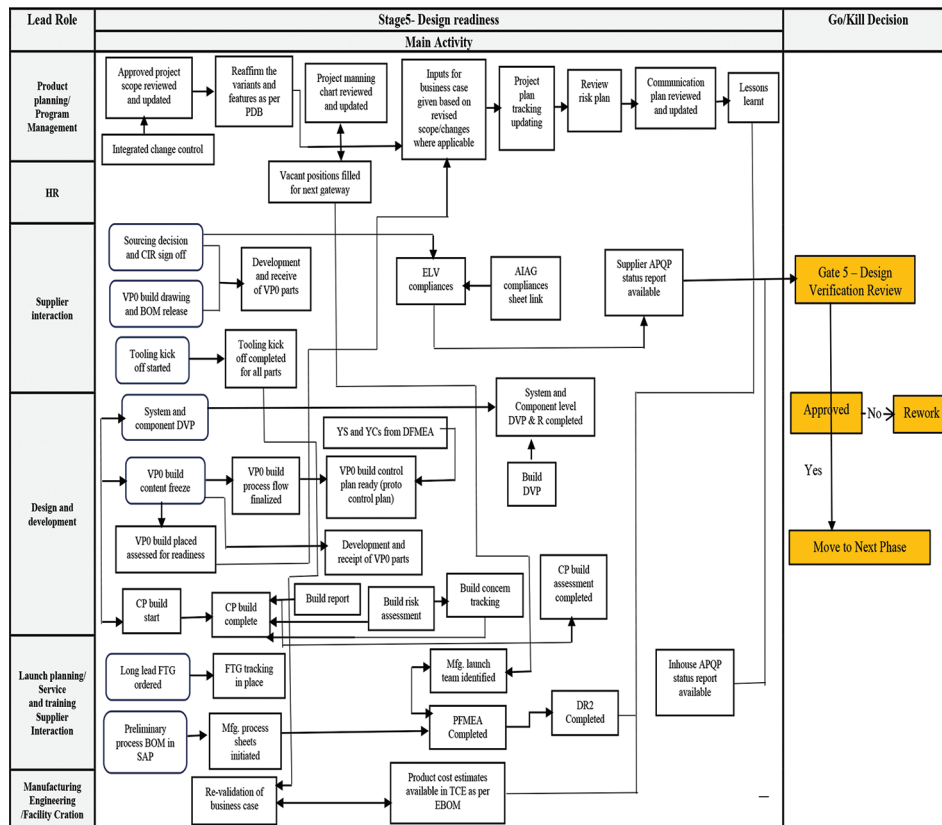 Lead Role
Stage5- Design readiness
Go/Kill Decision
Main Activity
Product
planning/
Program
Management
Approved project
scope reviewed
and updated
Reaffirm the
variants and
features as per
PDB
Project manning
chart reviewed
and updated
Inputs for
business case
given based on
revised
scope/changes
where applicable
Project
plan
tracking
updating
Review
risk plan
Communication
plan reviewed
and updated
Lessons
learnt
Integrated change control
HR
Vacant positions filled
for next gateway
Supplier
interaction
Sourcing decision
and CIR sign off
Development
and receive
of VP0 parts
VP0 build drawing
and BOM release
ELV
compliances
AIAG
compliances
sheet link
Supplier APQP
status report
available
Gate 5 – Design
Verification Review
Tooling kick
off started
Tooling kick
off completed
for all parts
Design and
development
System and
component DVP
System and
Component level
DVP & R completed
Approved
No
Rework
YS and YCs from DFMEA
Build
DVP
Yes
VP0 build
content freeze
VP0 build
process flow
finalized
VP0 build control
plan ready (proto
control plan)
VP0 build placed
assessed for readiness
Development and
receipt of VP0 parts
Move to Next Phase
CP build
start
CP build
complete
Build report
Build risk
assessment
Build concern
tracking
CP build
assessment
completed
Launch planning/
Service
and training
Supplier
Interaction
Long lead FTG
ordered
FTG tracking
in place
Mfg. launch
team identified
Inhouse APQP
status report
available
Preliminary
process BOM in
SAP
Mfg. process
sheets
initiated
PFMEA
Completed
DR2
Completed
Manufacturing
Engineering
/Facility Cration
Re-validation of
business case
Product cost estimates
available in TCE as per
EBOM